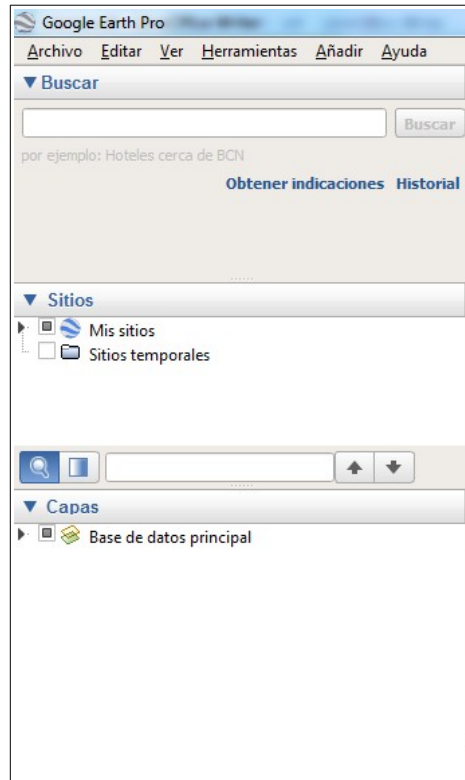 Google Earth Pro
Archivo Editar Ver Herramientas Añadir Ayuda
Buscar
Buscar
por ejemplo: Hoteles cerca de BCN
Obtener indicaciones Historial
Sitios
Mis sitios
Sitios temporales
Capas
Base de datos principal